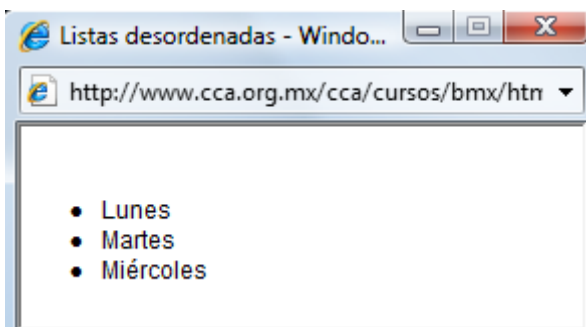 Listas desordenadas - Windo...
http://www.cca.org.mx/cca/cursos/bmx/htn
Lunes
Martes
Miércoles